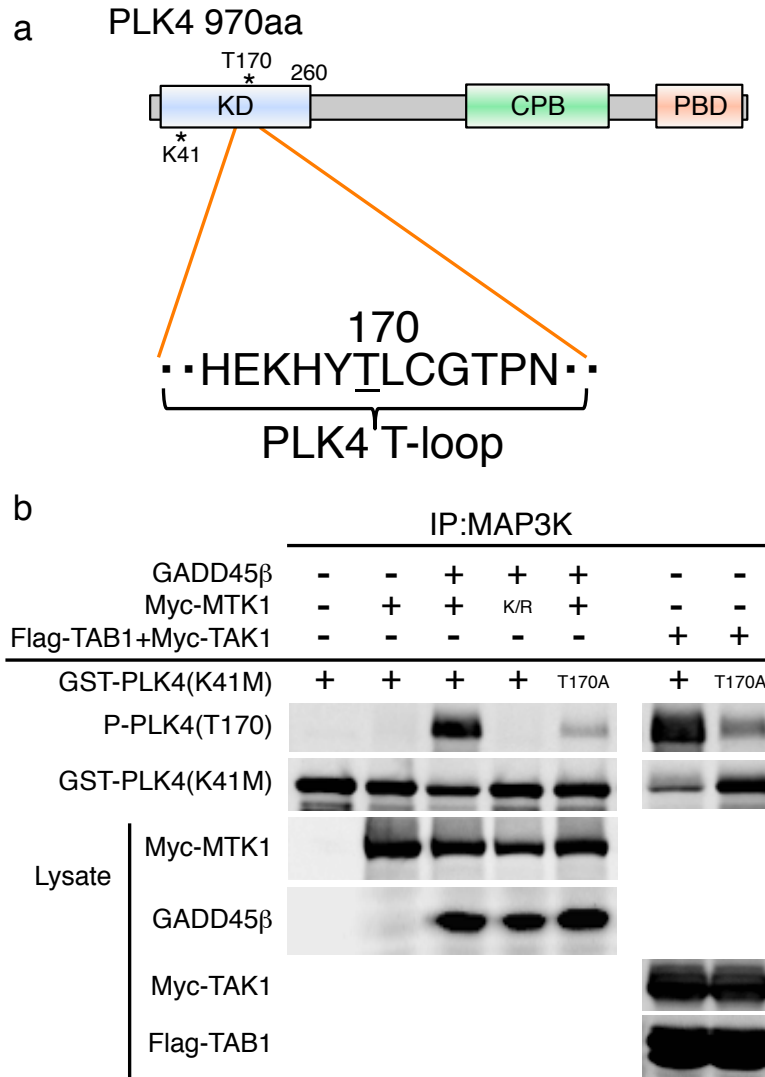 a
PLK4 970aa
T170
*
260
KD
CPB
PBD
*
K41
170
··HEKHYTLCGTPN··
PLK4 T-loop
b
IP:MAP3K
GADD45β - - + + + - -
Myc-MTK1 - + + K/R + - -
Flag-TAB1+Myc-TAK1 - - - - - + +
GST-PLK4(K41M) + + + + T170A + T170A
P-PLK4(T170)
GST-PLK4(K41M)
Lysate
Myc-MTK1
GADD45β
Myc-TAK1
Flag-TAB1